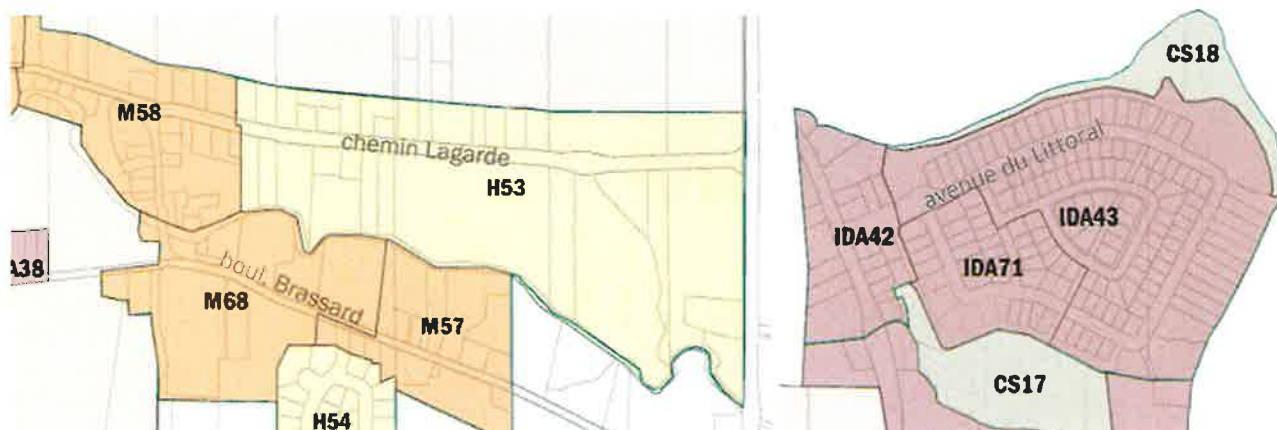 M58
chemin Lagarde
H53
A38
boul. Brassard
M68
M57
H54
CS18
avenue du Littoral
IDA43
IDA42
IDA71
CS17